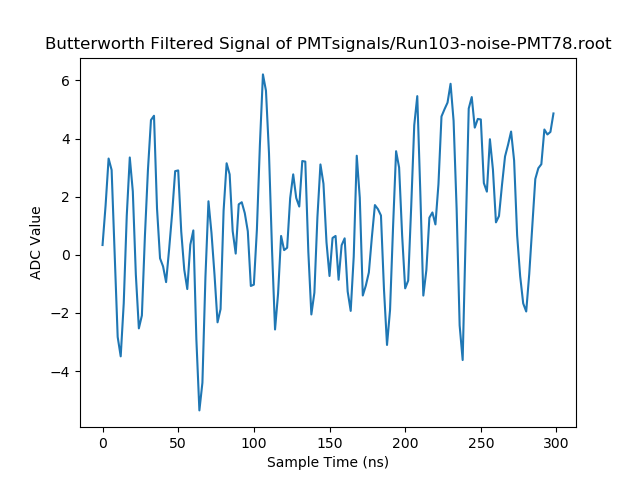 Butterworth Filtered Signal of PMTsignals/Run103-noise-PMT78.root
6
4
2
0
−2
−4
ADC Value
0 50 100 150 200 250 300
Sample Time (ns)